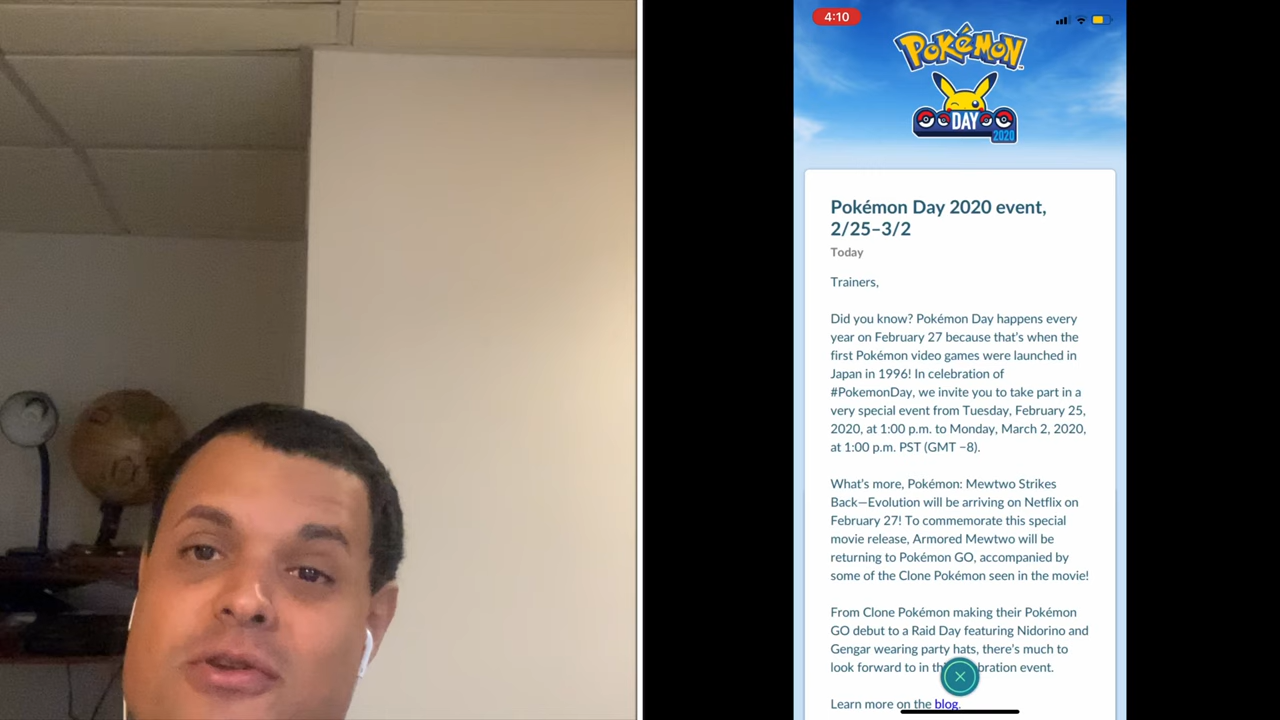 4:10
POKÉMON
DAY
2020
Pokémon Day 2020 event,
2/25–3/2
Today
Trainers,
Did you know? Pokémon Day happens every
year on February 27 because that's when the
first Pokémon video games were launched in
Japan in 1996! In celebration of
#PokemonDay, we invite you to take part in a
very special event from Tuesday, February 25,
2020, at 1:00 p.m. to Monday, March 2, 2020,
at 1:00 p.m. PST (GMT −8).
What's more, Pokémon: Mewtwo Strikes
Back—Evolution will be arriving on Netflix on
February 27! To commemorate this special
movie release, Armored Mewtwo will be
returning to Pokémon GO, accompanied by
some of the Clone Pokémon seen in the movie!
From Clone Pokémon making their Pokémon
GO debut to a Raid Day featuring Nidorino and
Gengar wearing party hats, there's much to
look forward to in event.
Learn more on the blog.